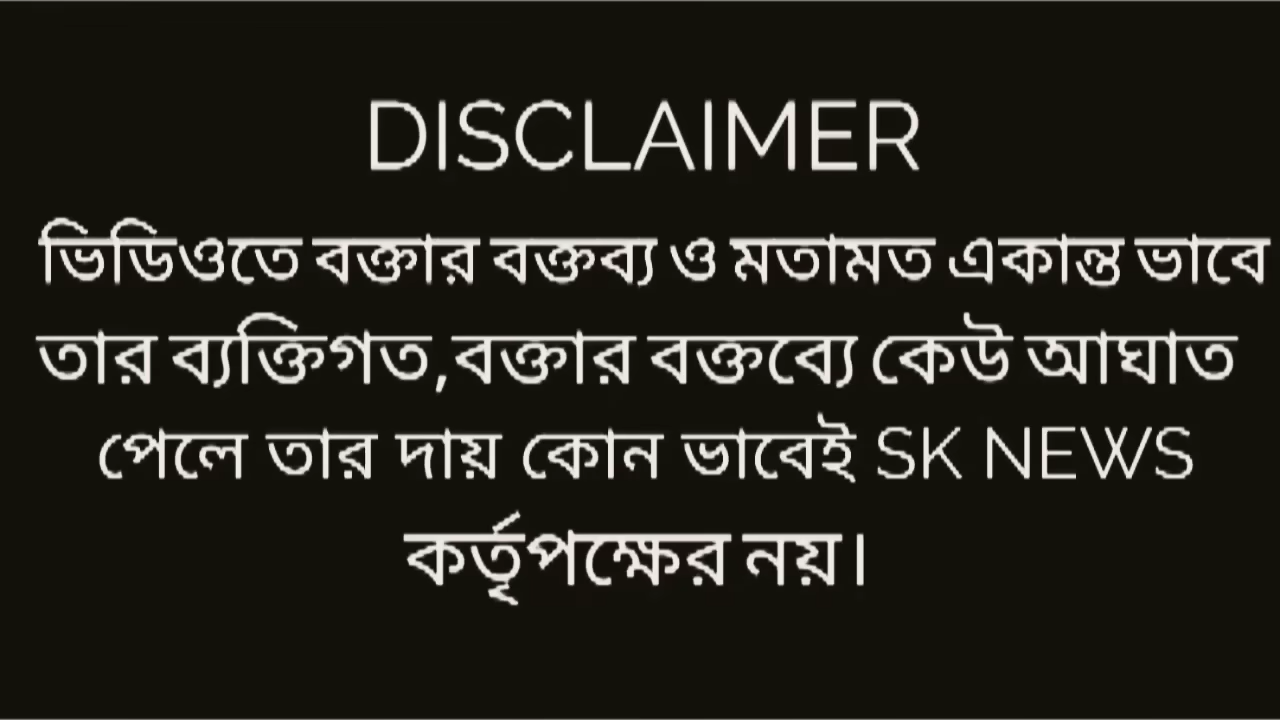 DISCLAIMER
ভিডিওতে বক্তার বক্তব্য ও মতামত একান্ত ভাবে
তার ব্যক্তিগত,বক্তার বক্তব্যে কেউ আঘাত
পেলে তার দায় কোন ভাবেই SK NEWS
কর্তৃপক্ষের নয়।